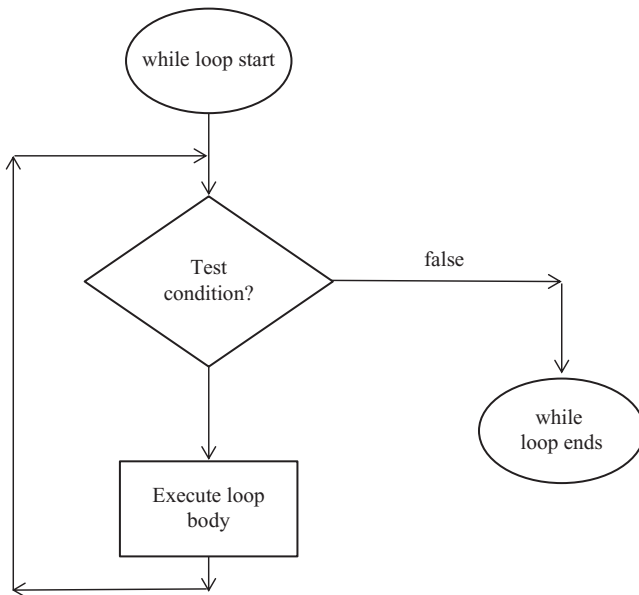 while loop start
Test
condition?
false
while
loop ends
Execute loop
body